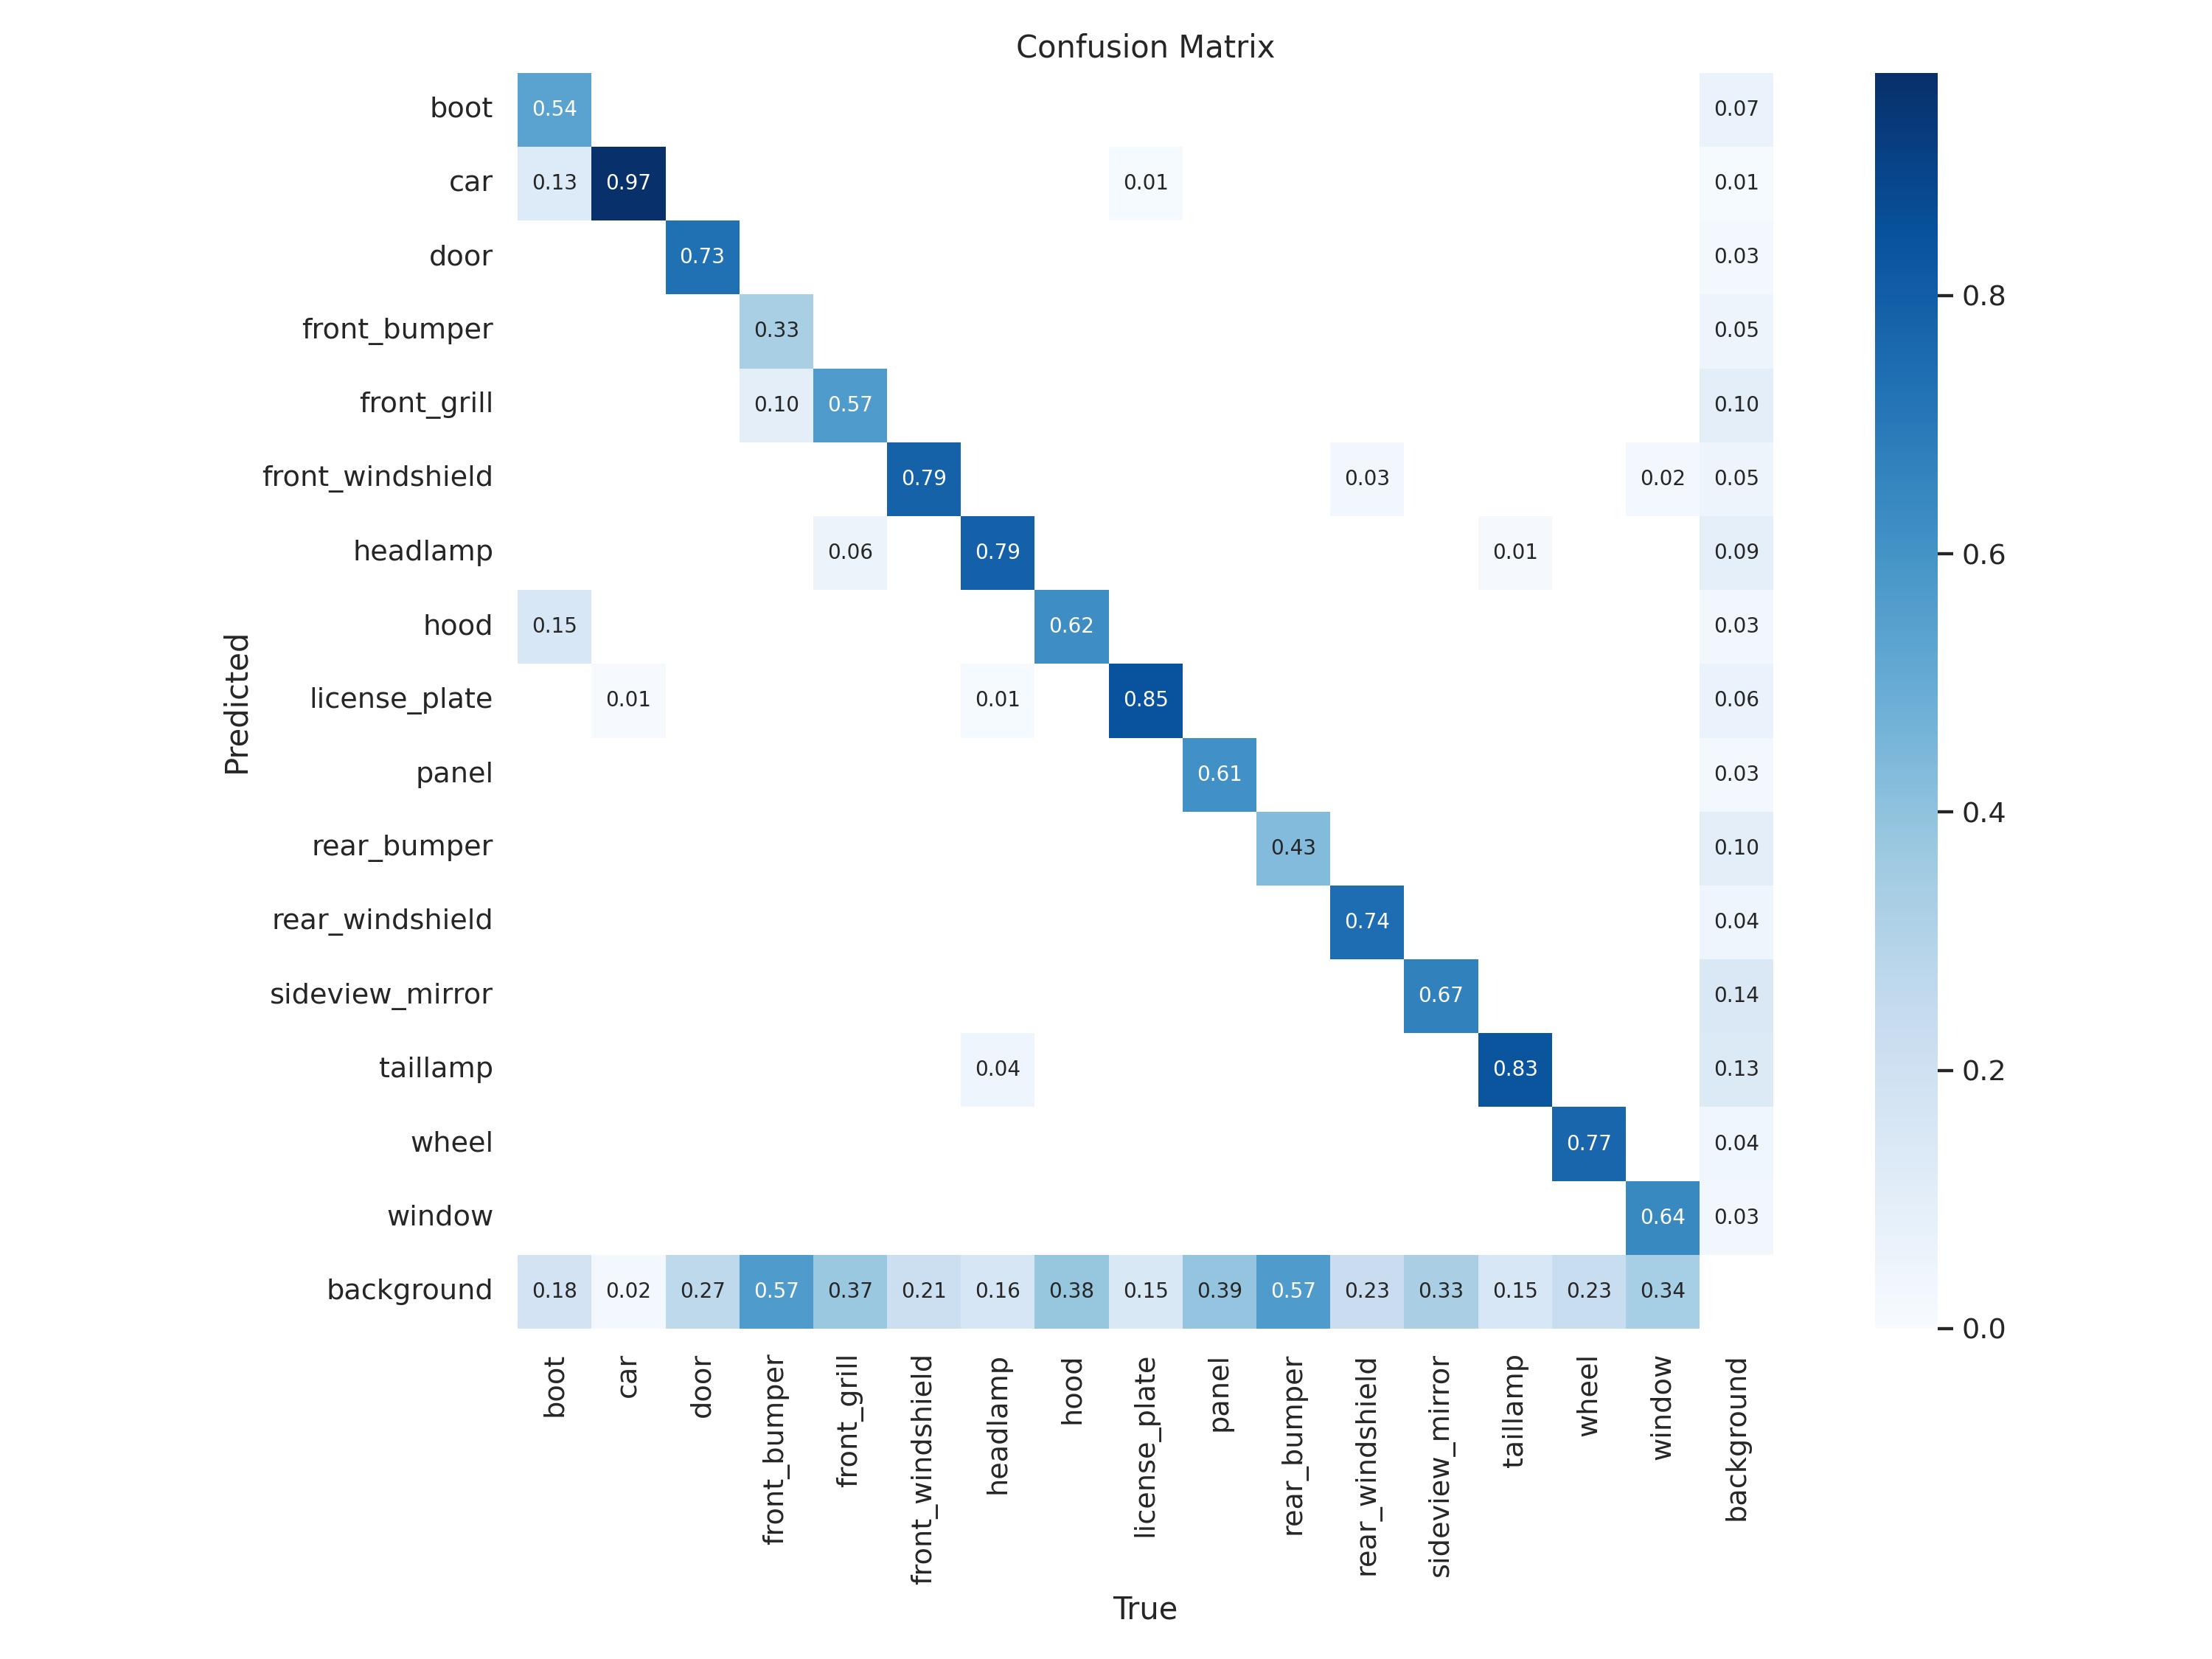 Confusion Matrix
boot 0.54 0.07
car 0.13 0.97 0.01 0.01
door 0.73 0.03
front_bumper 0.33 0.05
front_grill 0.10 0.57 0.10
front_windshield 0.79 0.03 0.02 0.05
headlamp 0.06 0.79 0.01 0.09
hood 0.15 0.62 0.03
license_plate 0.01 0.01 0.85 0.06
panel 0.61 0.03
rear_bumper 0.43 0.10
rear_windshield 0.74 0.04
sideview_mirror 0.67 0.14
taillamp 0.04 0.83 0.13
wheel 0.77 0.04
window 0.64 0.03
background 0.18 0.02 0.27 0.57 0.37 0.21 0.16 0.38 0.15 0.39 0.57 0.23 0.33 0.15 0.23 0.34
Predicted
boot
car
door
front_bumper
front_grill
front_windshield
headlamp
hood
license_plate
panel
rear_bumper
rear_windshield
sideview_mirror
taillamp
wheel
window
background
True
0.8
0.6
0.4
0.2
0.0